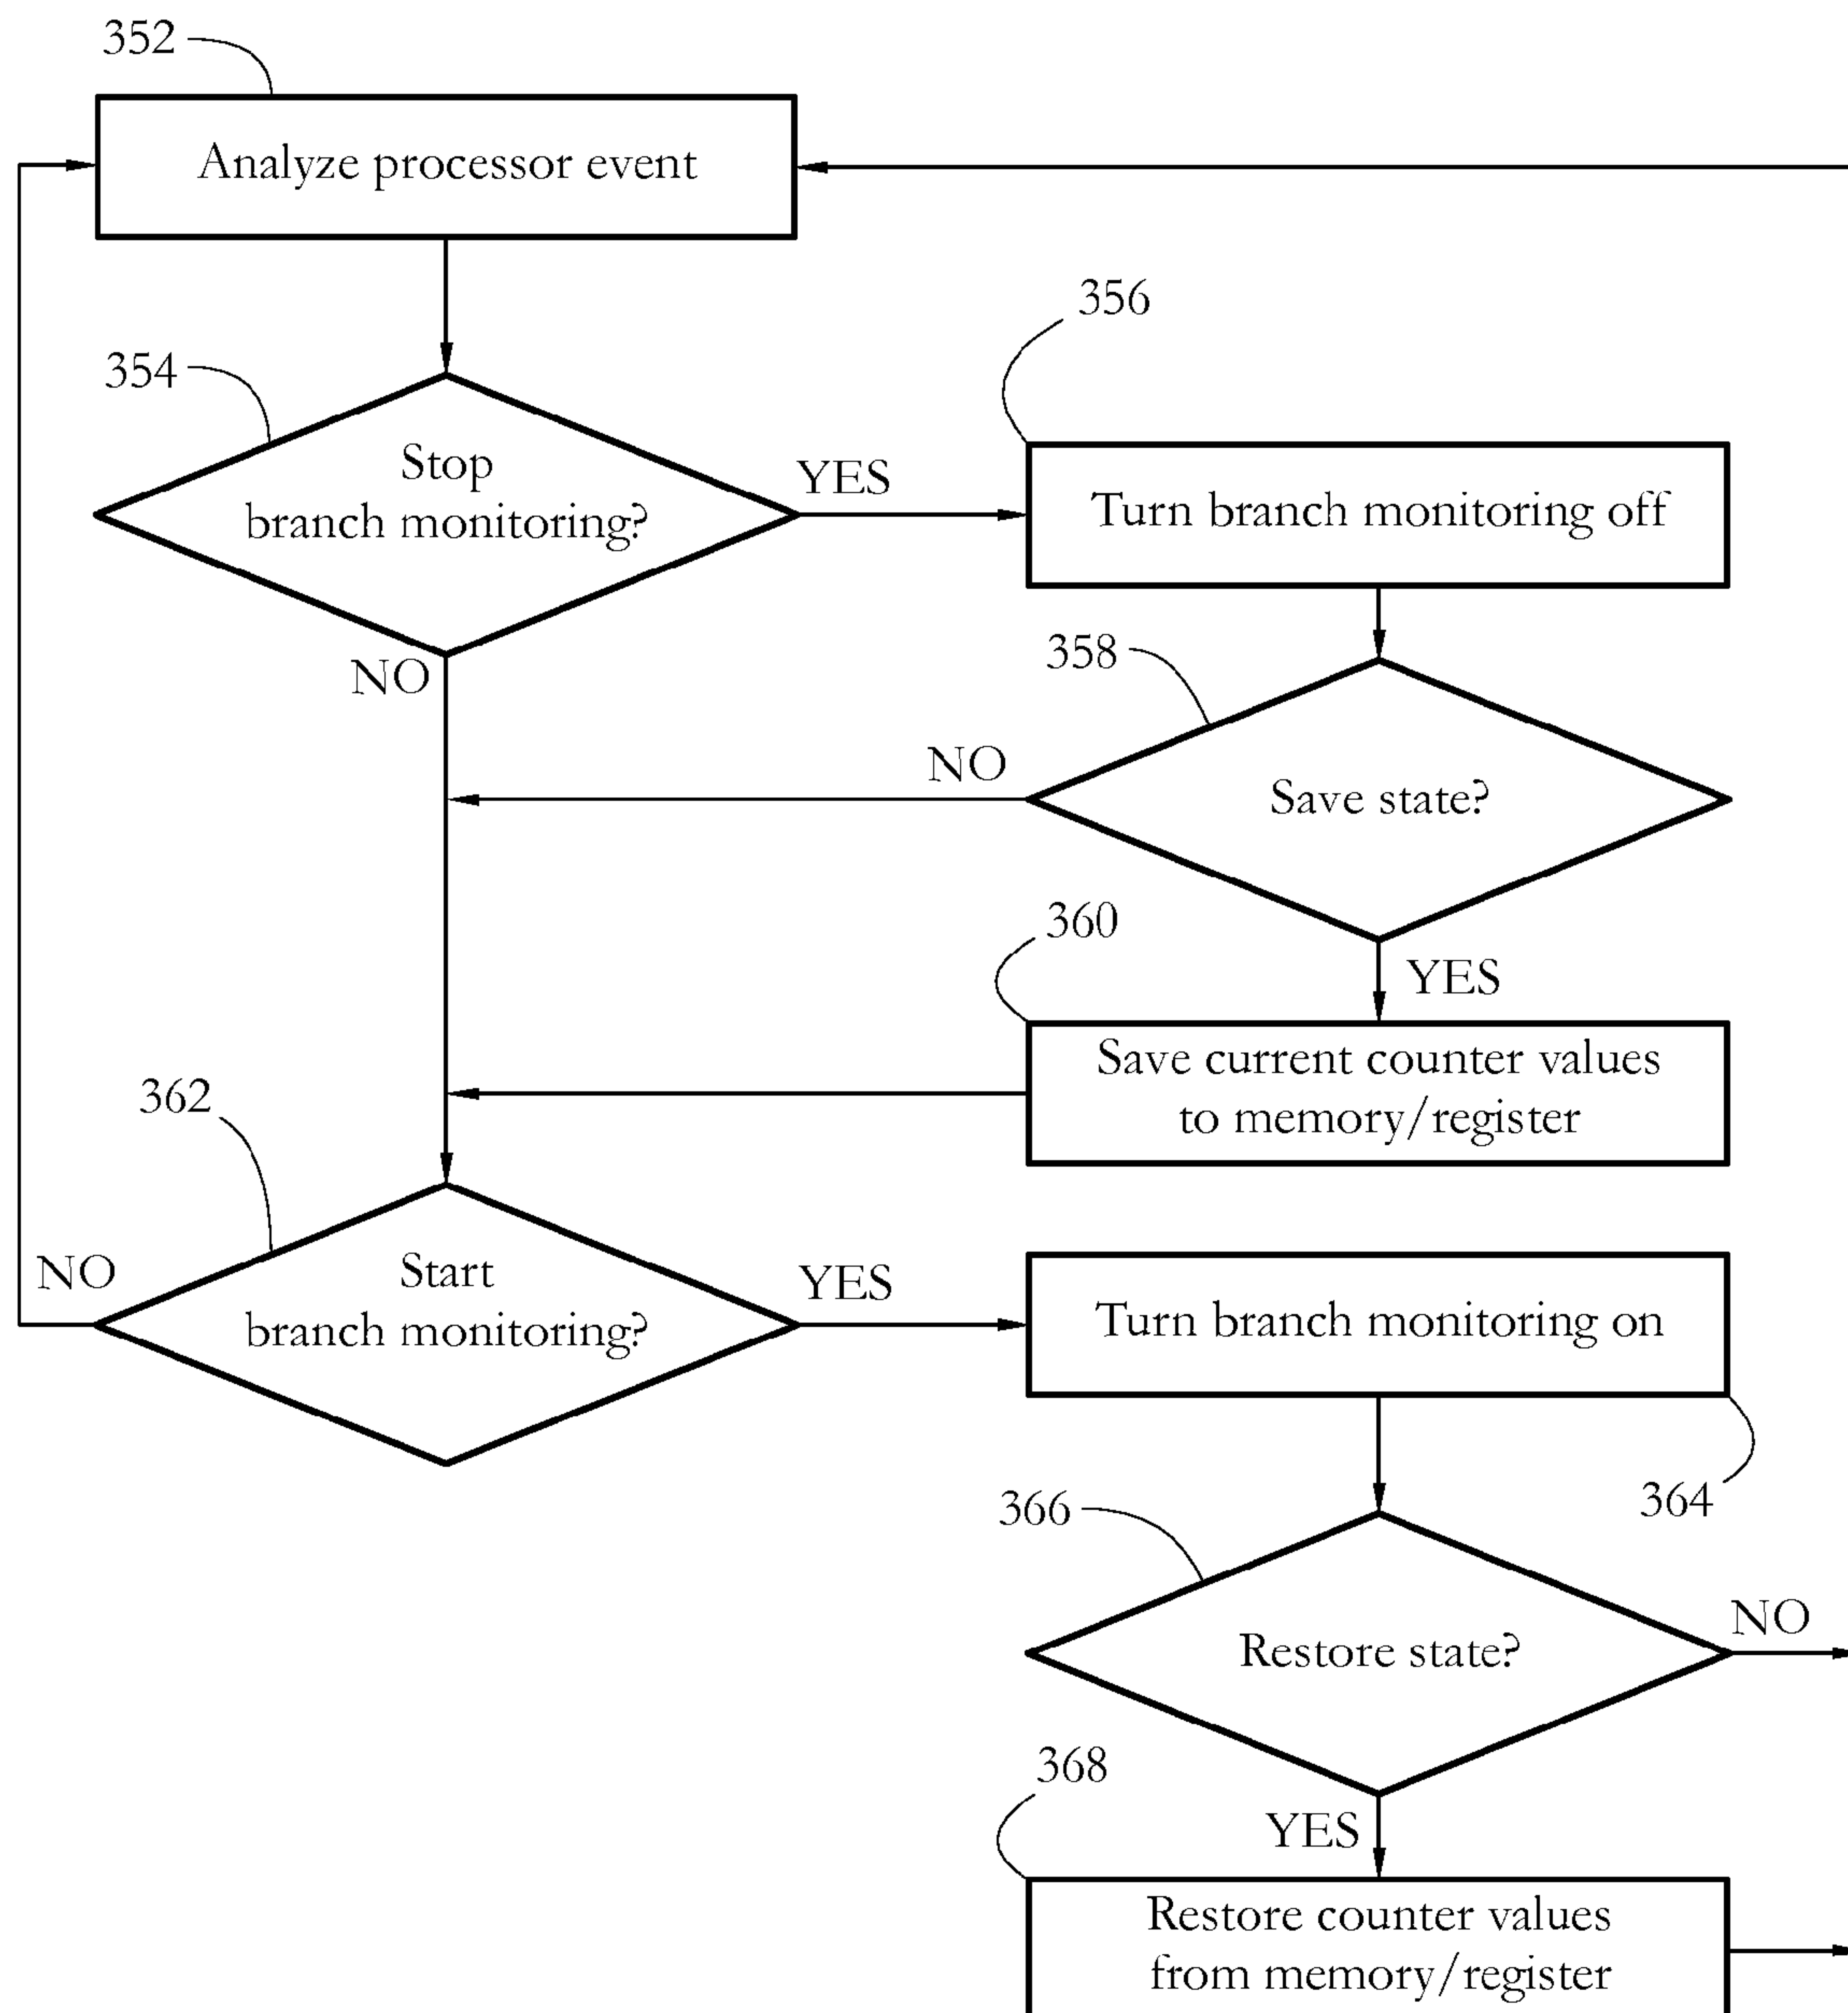 352
Analyze processor event
354
Stop
branch monitoring?
YES
NO
356
Turn branch monitoring off
358
Save state?
NO
YES
360
Save current counter values
to memory/register
362
Start
branch monitoring?
NO
YES
Turn branch monitoring on
364
366
Restore state?
NO
YES
368
Restore counter values
from memory/register